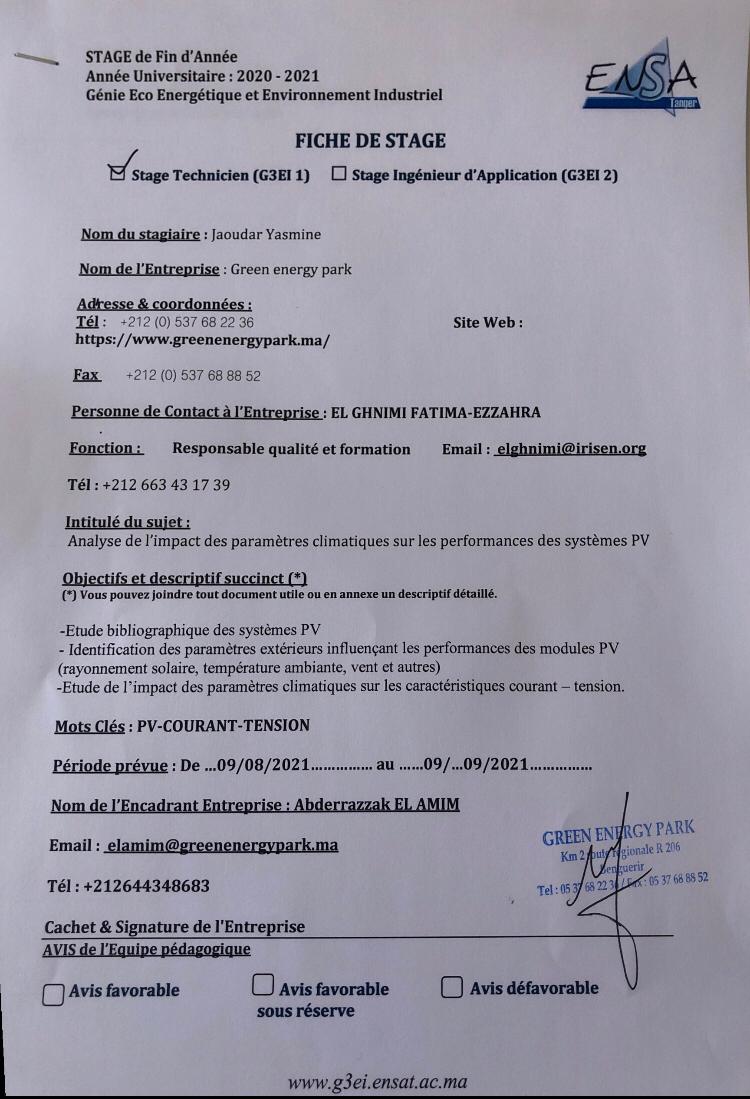 STAGE de Fin d'Année
Année Universitaire : 2020 - 2021
Génie Eco Energétique et Environnement Industriel
ENSA
Tanger
FICHE DE STAGE
Stage Technicien (G3EI 1) Stage Ingénieur d'Application (G3EI 2)
Nom du stagiaire : Jaoudar Yasmine
Nom de l'Entreprise : Green energy park
Adresse & coordonnées :
Tél : +212 (0) 537 68 22 36 Site Web :
https://www.greenenergypark.ma/
Fax +212 (0) 537 68 88 52
Personne de Contact à l'Entreprise : EL GHNIMI FATIMA-EZZAHRA
Fonction : Responsable qualité et formation Email : elghnimi@irisen.org
Tél : +212 663 43 17 39
Intitulé du sujet :
Analyse de l'impact des paramètres climatiques sur les performances des systèmes PV
Objectifs et descriptif succinct (*)
(*) Vous pouvez joindre tout document utile ou en annexe un descriptif détaillé.
-Etude bibliographique des systèmes PV
- Identification des paramètres extérieurs influençant les performances des modules PV
(rayonnement solaire, température ambiante, vent et autres)
-Etude de l'impact des paramètres climatiques sur les caractéristiques courant – tension.
Mots Clés : PV-COURANT-TENSION
Période prévue : De ...09/08/2021............... au ......09/...09/2021...............
Nom de l'Encadrant Entreprise : Abderrazzak EL AMIM
Email : elamim@greenenergypark.ma
Tél : +212644348683
GREEN ENERGY PARK
Km 2 route régionale R 206
Benguerir
Tel : 05 37 68 22 36 / Fax : 05 37 68 88 52
Cachet & Signature de l'Entreprise
AVIS de l'Equipe pédagogique
Avis favorable Avis favorable Avis défavorable
sous réserve
www.g3ei.ensat.ac.ma